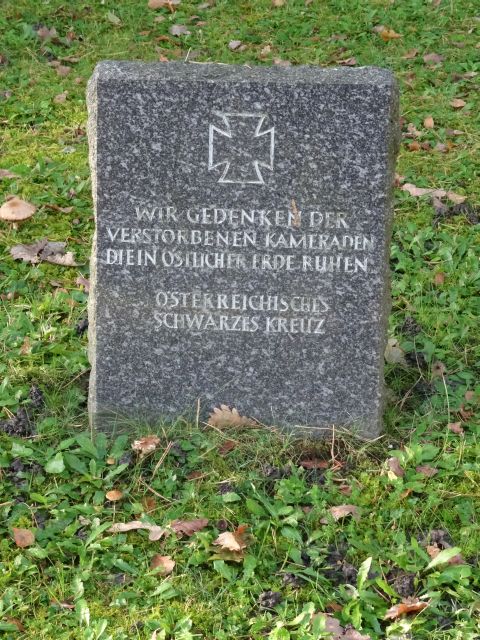 WIR GEDENKEN DER
VERSTORBENEN KAMERADEN
DIE IN ÖSTLICHER ERDE RUHEN
ÖSTERREICHISCHES
SCHWARZES KREUZ